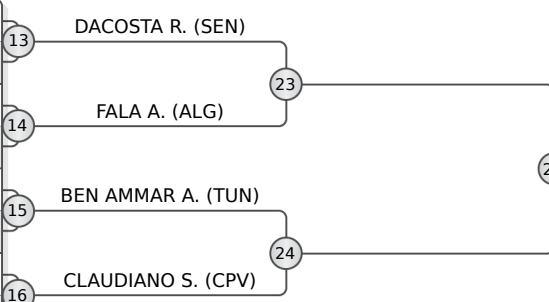 DACOSTA R. (SEN)
13
23
FALA A. (ALG)
14
BEN AMMAR A. (TUN)
15
24
CLAUDIANO S. (CPV)
16